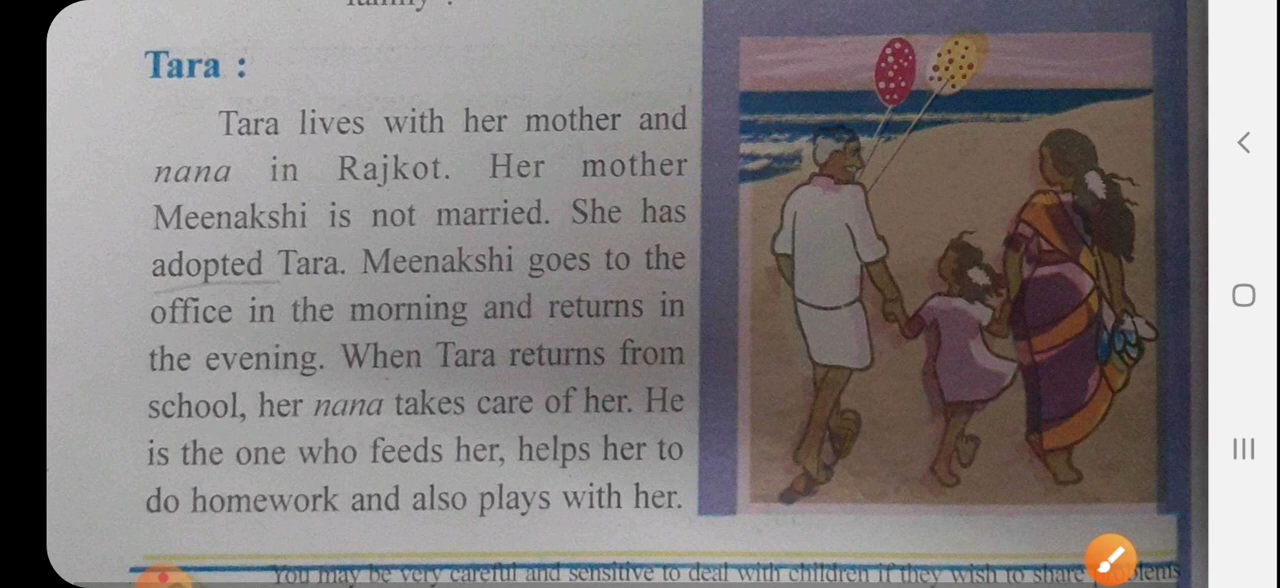 Tara :
Tara lives with her mother and
nana in Rajkot. Her mother
Meenakshi is not married. She has
adopted Tara. Meenakshi goes to the
office in the morning and returns in
the evening. When Tara returns from
school, her nana takes care of her. He
is the one who feeds her, helps her to
do homework and also plays with her.
You may be very careful and sensitive to deal with children if they wish to share